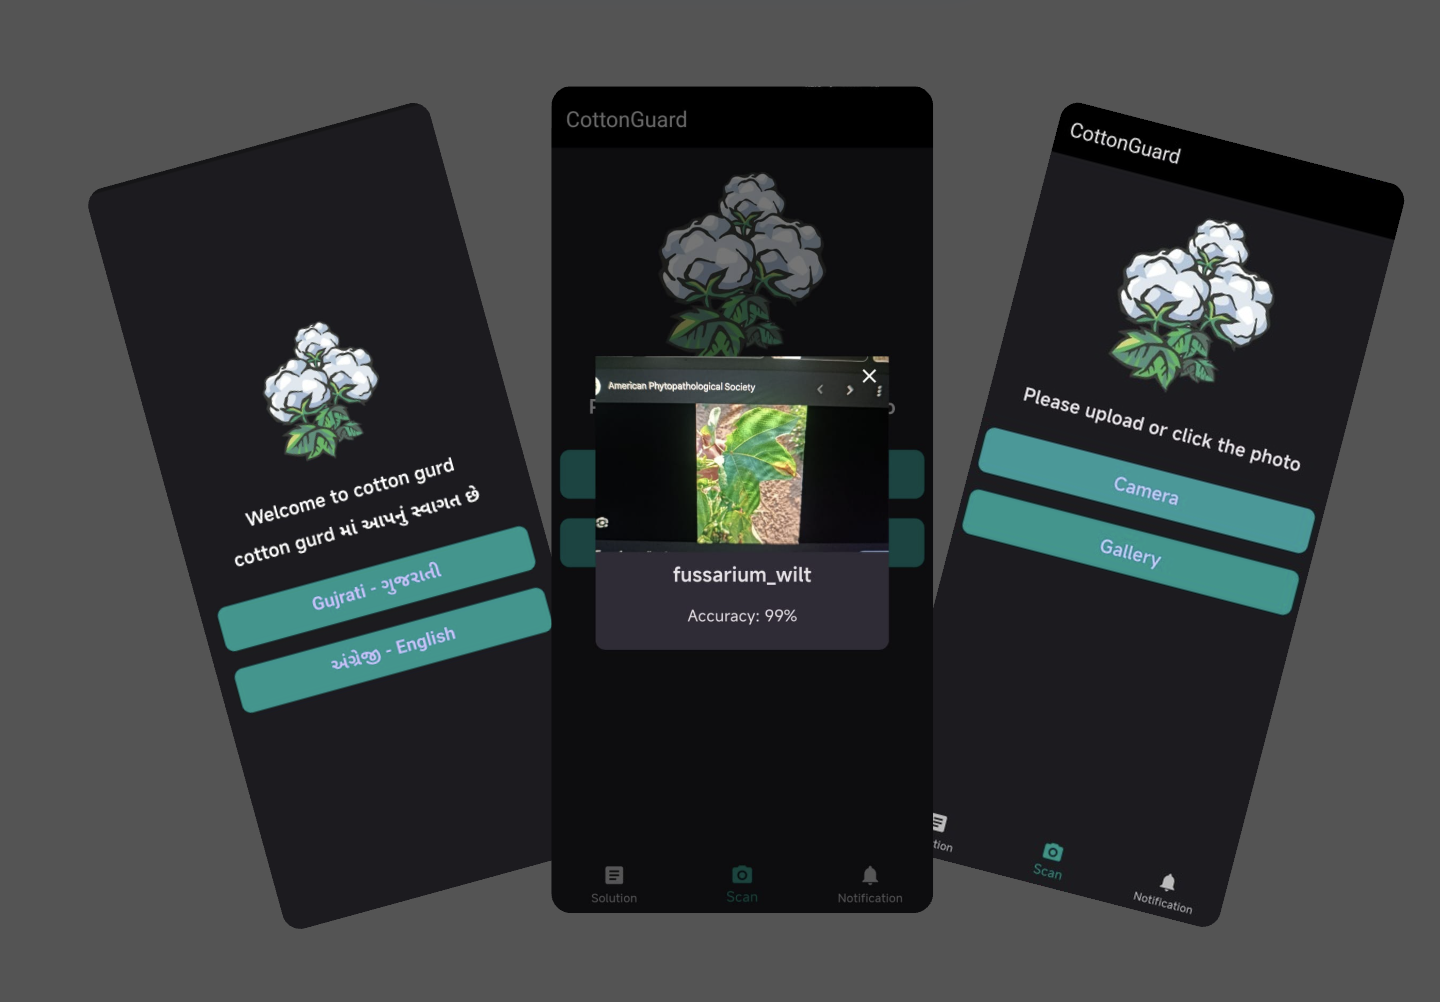 Welcome to cotton gurd
cotton gurd માં આપનું સ્વાગત છે
Gujrati - ગુજરાતી
અંગ્રેજી - English
CottonGuard
American Phytopathological Society
fussarium_wilt
Accuracy: 99%
Solution
Scan
Notification
CottonGuard
Please upload or click the photo
Camera
Gallery
Scan
Notification